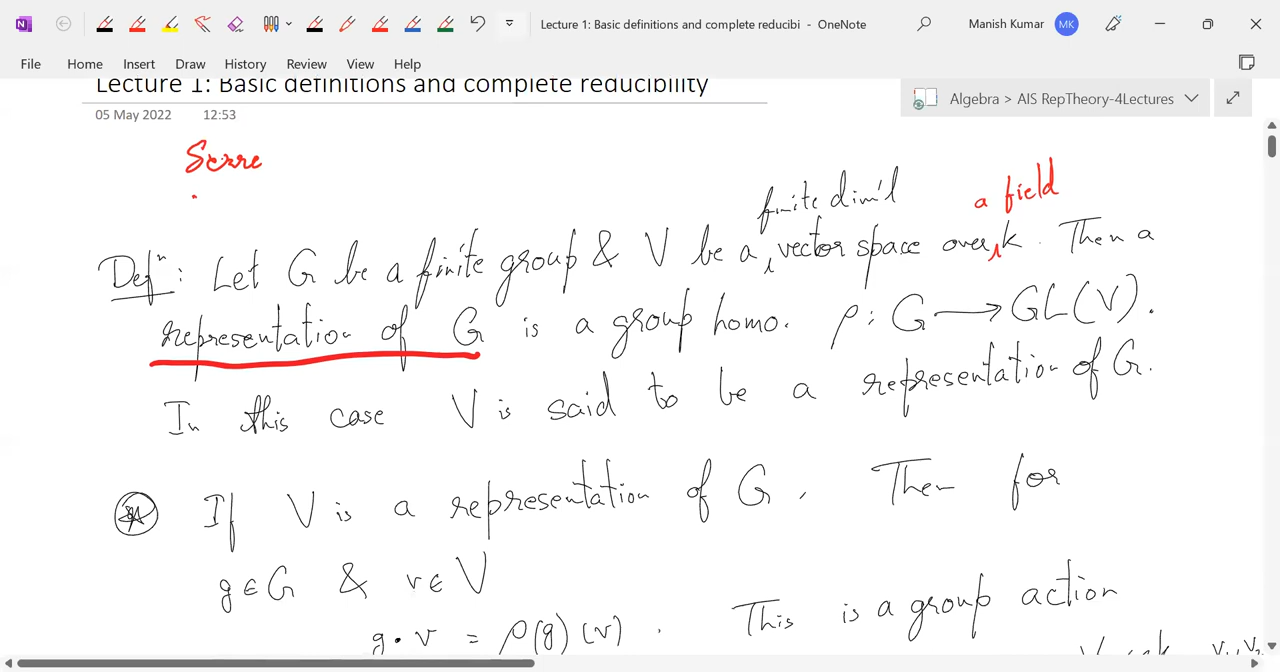 Lecture 1: Basic definitions and complete reducibi - OneNote
Manish Kumar
MK
File Home Insert Draw History Review View Help
Lecture 1: Basic definitions and complete reducibility
Algebra > AIS RepTheory-4Lectures
05 May 2022 12:53
Serre
finite dim'l a field
Defⁿ: Let G be a finite group & V be a vector space over k. Then a
representation of G is a group homo. ρ: G → GL(V).
In this case V is said to be a representation of G.
If V is a representation of G, Then for
g ∈ G & v ∈ V
g · v = ρ(g)(v). This is a group action